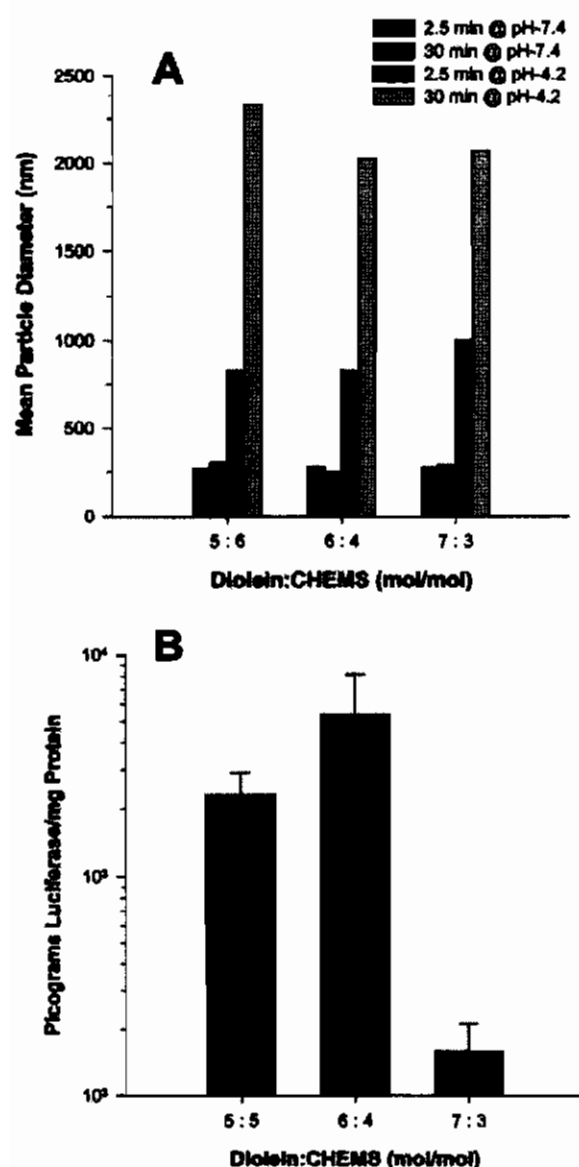 A
2.5 min @ pH-7.4
30 min @ pH-7.4
2.5 min @ pH-4.2
30 min @ pH-4.2
Mean Particle Diameter (nm)
2500
2000
1500
1000
500
0
5 : 6
6 : 4
7 : 3
Diolein:CHEMS (mol/mol)
B
Picograms Luciferase/mg Protein
10⁴
10³
10³
5 : 5
6 : 4
7 : 3
Diolein:CHEMS (mol/mol)